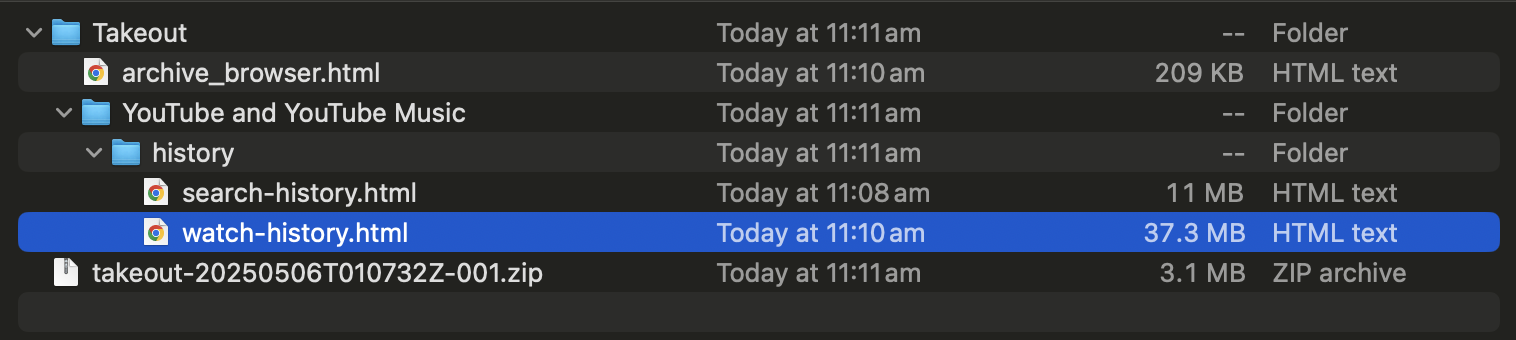 Takeout Today at 11:11 am -- Folder
archive_browser.html Today at 11:10 am 209 KB HTML text
YouTube and YouTube Music Today at 11:11 am -- Folder
history Today at 11:11 am -- Folder
search-history.html Today at 11:08 am 11 MB HTML text
watch-history.html Today at 11:10 am 37.3 MB HTML text
takeout-20250506T010732Z-001.zip Today at 11:11 am 3.1 MB ZIP archive